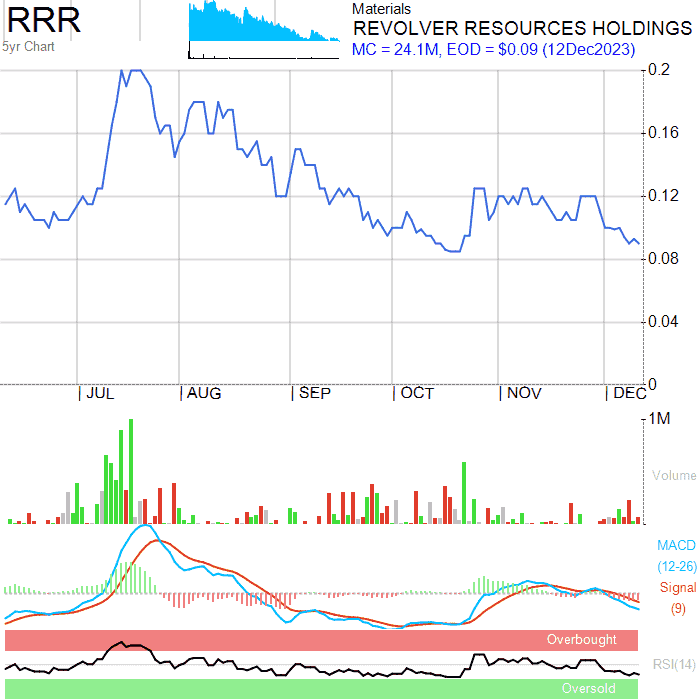 RRR
5yr Chart
Materials
REVOLVER RESOURCES HOLDINGS
MC = 24.1M, EOD = $0.09 (12Dec2023)
0.2
0.16
0.12
0.08
0.04
0
JUL AUG SEP OCT NOV DEC
1M
Volume
MACD
(12-26)
Signal
(9)
Overbought
RSI(14)
Oversold